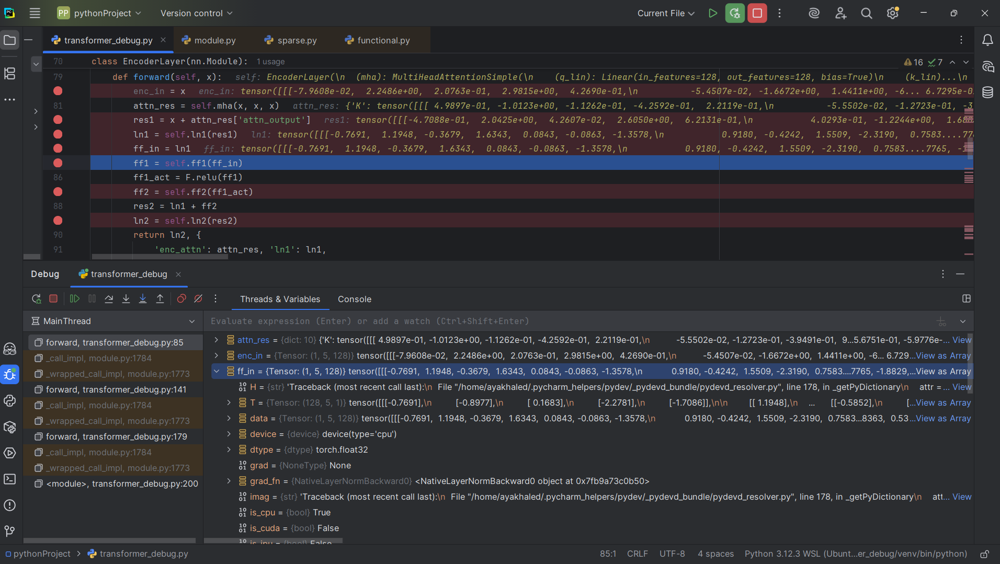 PP pythonProject Version control Current File
transformer_debug.py module.py sparse.py functional.py
70 class EncoderLayer(nn.Module): 1 usage 16 7
79 def forward(self, x): self: EncoderLayer(\n (mha): MultiHeadAttentionSimple(\n (q_lin): Linear(in_features=128, out_features=128, bias=True)\n (k_lin)...\n
enc_in = x enc_in: tensor([[[-7.9608e-02, 2.2486e+00, 2.0763e-01, 2.9815e+00, 4.2690e-01,\n -5.4507e-02, -1.6672e+00, 1.4411e+00, -6... 6.7295e-0
81 attn_res = self.mha(x, x, x) attn_res: {'K': tensor([[[ 4.9897e-01, -1.0123e+00, -1.1262e-01, -4.2592e-01, 2.2119e-01,\n -5.5502e-02, -1.2723e-01, -3
res1 = x + attn_res['attn_output'] res1: tensor([[[-4.7088e-01, 2.0425e+00, 4.2607e-02, 2.6050e+00, 6.2131e-01,\n 4.0293e-01, -1.2244e+00, 1.68
ln1 = self.ln1(res1) ln1: tensor([[[-0.7691, 1.1948, -0.3679, 1.6343, 0.0843, -0.0863, -1.3578,\n 0.9180, -0.4242, 1.5509, -2.3190, 0.7583....77
ff_in = ln1 ff_in: tensor([[[-0.7691, 1.1948, -0.3679, 1.6343, 0.0843, -0.0863, -1.3578,\n 0.9180, -0.4242, 1.5509, -2.3190, 0.7583....7765, -1
ff1 = self.ff1(ff_in)
86 ff1_act = F.relu(ff1)
ff2 = self.ff2(ff1_act)
88 res2 = ln1 + ff2
ln2 = self.ln2(res2)
90 return ln2, {
91 'enc_attn': attn_res, 'ln1': ln1,
Debug transformer_debug
Threads & Variables Console
MainThread
Evaluate expression (Enter) or add a watch (Ctrl+Shift+Enter)
forward, transformer_debug.py:85
_call_impl, module.py:1784
_wrapped_call_impl, module.py:1773
forward, transformer_debug.py:141
_call_impl, module.py:1784
_wrapped_call_impl, module.py:1773
forward, transformer_debug.py:179
_call_impl, module.py:1784
_wrapped_call_impl, module.py:1773
<module>, transformer_debug.py:200
attn_res = {dict: 10} {'K': tensor([[[ 4.9897e-01, -1.0123e+00, -1.1262e-01, -4.2592e-01, 2.2119e-01,\n -5.5502e-02, -1.2723e-01, -3.9491e-01, 9...5.6751e-01, -5.9776e-... View
enc_in = {Tensor: (1, 5, 128)} tensor([[[-7.9608e-02, 2.2486e+00, 2.0763e-01, 2.9815e+00, 4.2690e-01,\n -5.4507e-02, -1.6672e+00, 1.4411e+00, -6... 6.729...View as Array
ff_in = {Tensor: (1, 5, 128)} tensor([[[-0.7691, 1.1948, -0.3679, 1.6343, 0.0843, -0.0863, -1.3578,\n 0.9180, -0.4242, 1.5509, -2.3190, 0.7583....7765, -1.8829,...View as Array
H = {str} 'Traceback (most recent call last):\n File "/home/ayakhaled/.pycharm_helpers/pydev/_pydevd_bundle/pydevd_resolver.py", line 178, in _getPyDictionary\n attr =... View
T = {Tensor: (128, 5, 1)} tensor([[[-0.7691],\n [-0.8977],\n [ 0.1683],\n [-2.2781],\n [-1.7086]],\n\n [[ 1.1948],\n ... [[-0.5852],\n [...View as Array
data = {Tensor: (1, 5, 128)} tensor([[[-0.7691, 1.1948, -0.3679, 1.6343, 0.0843, -0.0863, -1.3578,\n 0.9180, -0.4242, 1.5509, -2.3190, 0.7583...8363, 0.53...View as Array
device = {device} device(type='cpu')
dtype = {dtype} torch.float32
grad = {NoneType} None
grad_fn = {NativeLayerNormBackward0} <NativeLayerNormBackward0 object at 0x7fb9a73c0b50>
imag = {str} 'Traceback (most recent call last):\n File "/home/ayakhaled/.pycharm_helpers/pydev/_pydevd_bundle/pydevd_resolver.py", line 178, in _getPyDictionary\n att... View
is_cpu = {bool} True
is_cuda = {bool} False
is_ipu = {bool} False
pythonProject transformer_debug.py 85:1 CRLF UTF-8 4 spaces Python 3.12.3 WSL (Ubunt...er_debug/venv/bin/python)